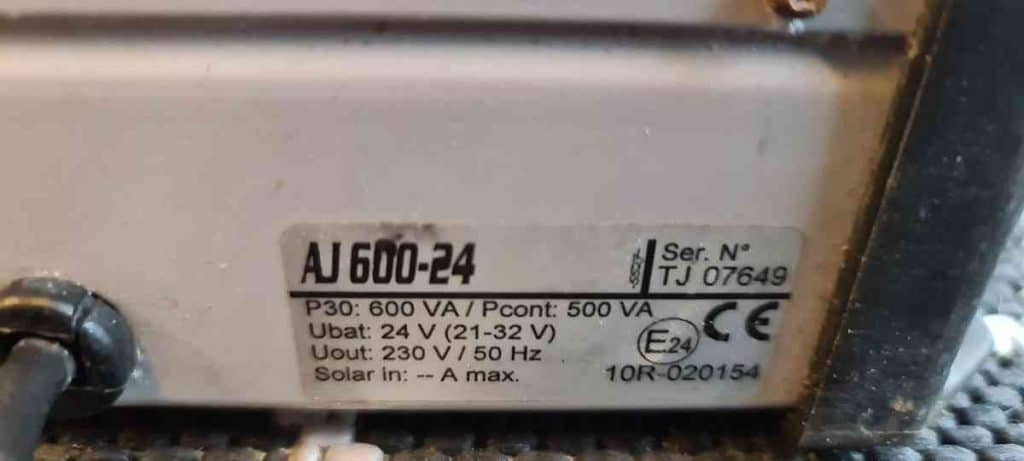 AJ 600-24
Ser. N°
TJ 07649
P30: 600 VA / Pcont: 500 VA
Ubat: 24 V (21-32 V)
Uout: 230 V / 50 Hz
Solar in: -- A max.
CE
E24
10R-020154